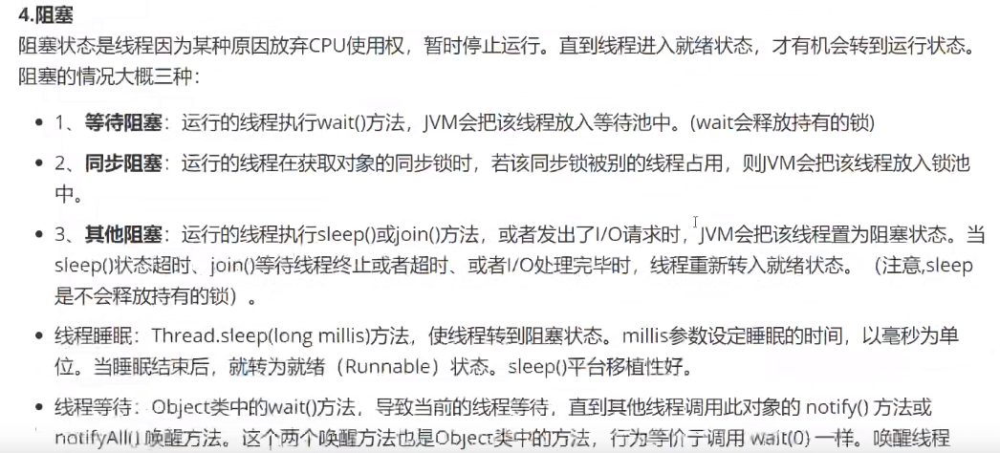 4.阻塞
阻塞状态是线程因为某种原因放弃CPU使用权，暂时停止运行。直到线程进入就绪状态，才有机会转到运行状态。
阻塞的情况大概三种：
• 1、等待阻塞：运行的线程执行wait()方法，JVM会把该线程放入等待池中。(wait会释放持有的锁)
• 2、同步阻塞：运行的线程在获取对象的同步锁时，若该同步锁被别的线程占用，则JVM会把该线程放入锁池
中。
• 3、其他阻塞：运行的线程执行sleep()或join()方法，或者发出了I/O请求时，JVM会把该线程置为阻塞状态。当
sleep()状态超时、join()等待线程终止或者超时、或者I/O处理完毕时，线程重新转入就绪状态。（注意,sleep
是不会释放持有的锁）。
• 线程睡眠：Thread.sleep(long millis)方法，使线程转到阻塞状态。millis参数设定睡眠的时间，以毫秒为单
位。当睡眠结束后，就转为就绪（Runnable）状态。sleep()平台移植性好。
• 线程等待：Object类中的wait()方法，导致当前的线程等待，直到其他线程调用此对象的 notify() 方法或
notifyAll() 唤醒方法。这个两个唤醒方法也是Object类中的方法，行为等价于调用 wait(0) 一样。唤醒线程